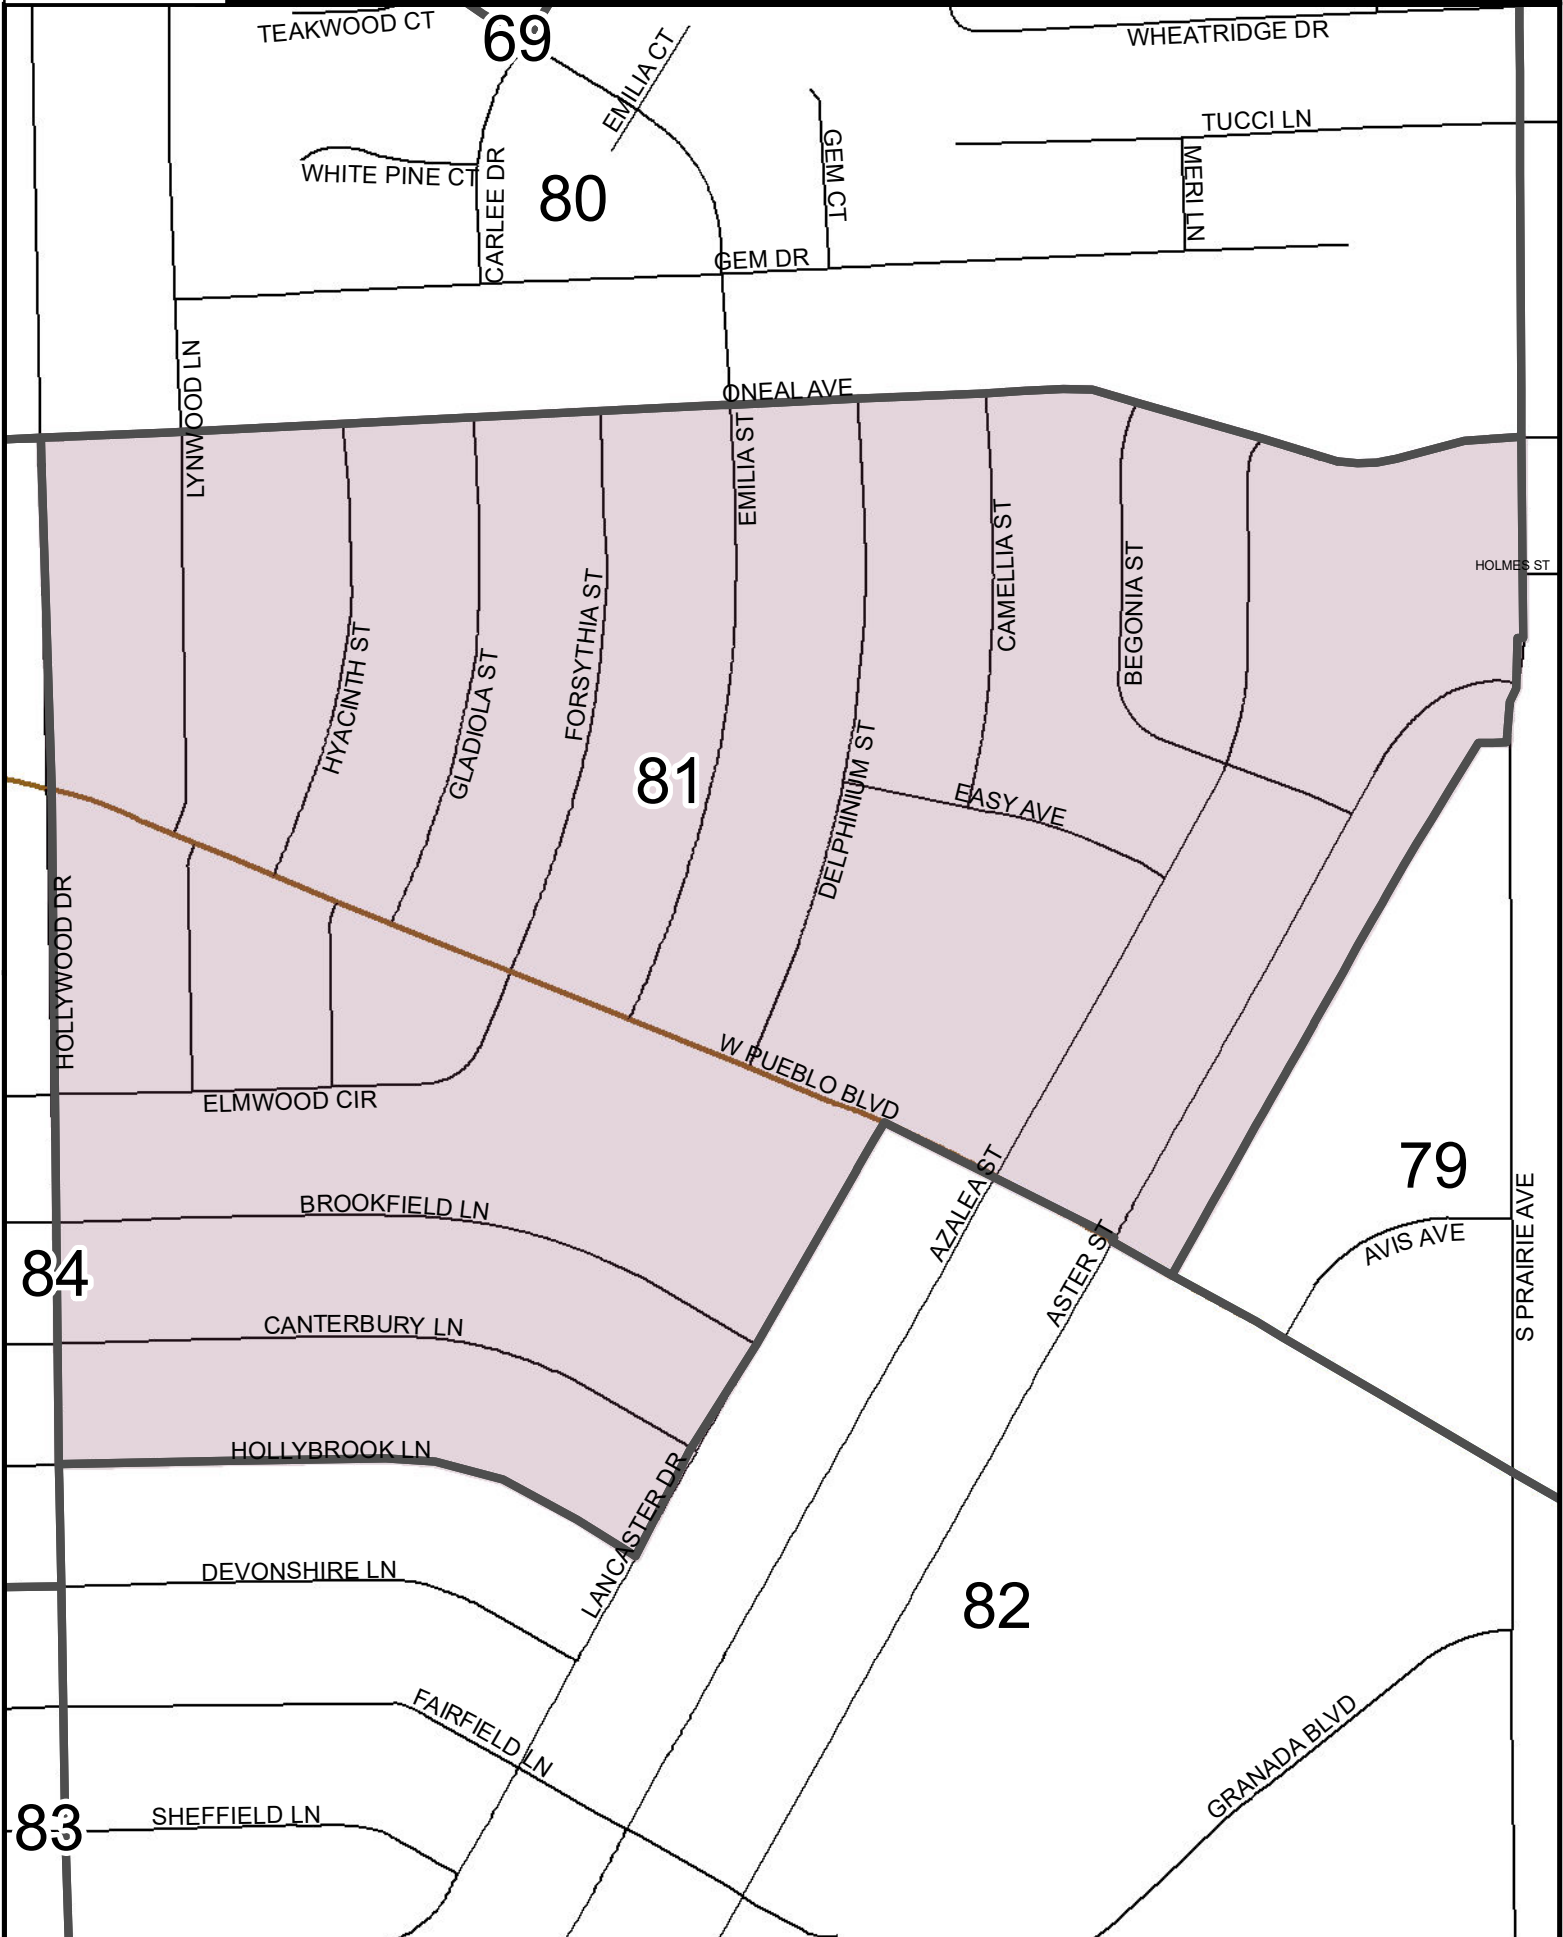 TEAKWOOD CT
69
EMILIA CT
WHEATRIDGE DR
TUCCI LN
WHITE PINE CT
CARLEE DR
80
GEM CT
MERI LN
GEM DR
LYNWOOD LN
ONEAL AVE
EMILIA ST
CAMELLIA ST
BEGONIA ST
HOLMES ST
HYACINTH ST
GLADIOLA ST
FORSYTHIA ST
81
DELPHINIUM ST
EASY AVE
HOLLYWOOD DR
W PUEBLO BLVD
ELMWOOD CIR
79
AZALEA ST
ASTER ST
AVIS AVE
S PRAIRIE AVE
BROOKFIELD LN
84
CANTERBURY LN
HOLLYBROOK LN
LANCASTER DR
DEVONSHIRE LN
82
FAIRFIELD LN
GRANADA BLVD
SHEFFIELD LN
83